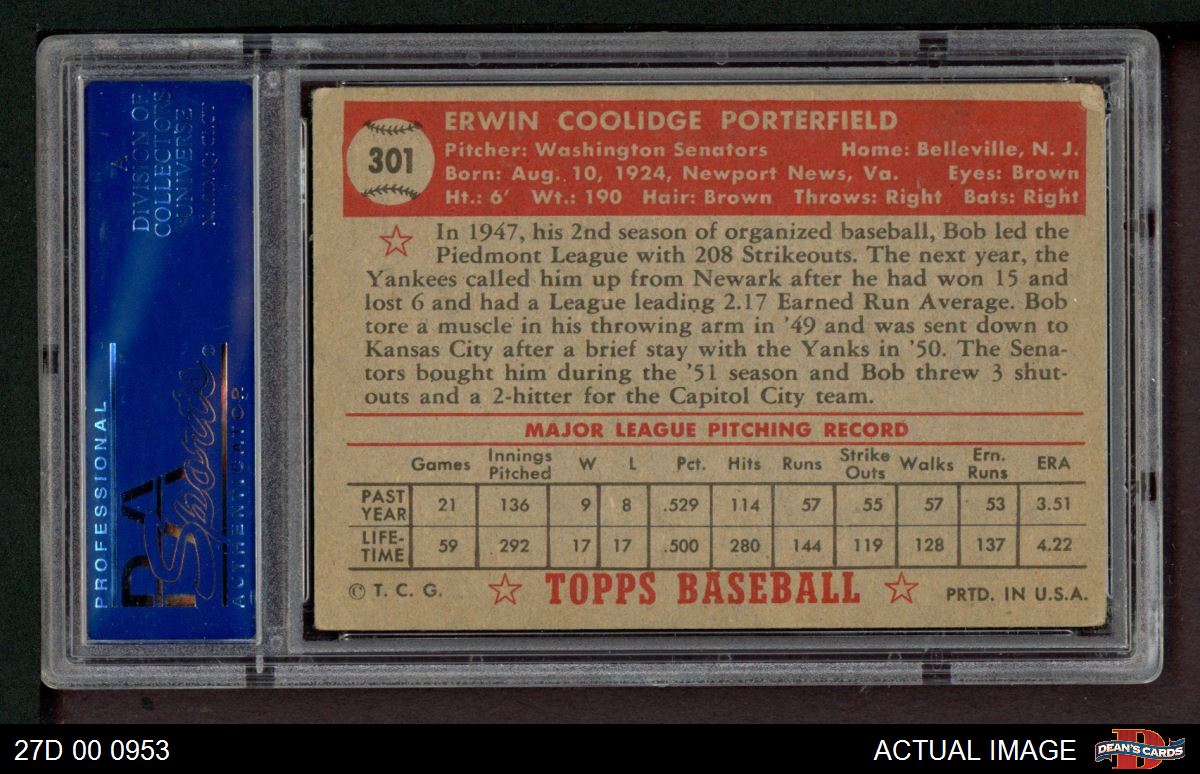 A
DIVISION OF
COLLECTORS
UNIVERSE
PROFESSIONAL
PSA
Sports
AUTHENTICATOR
301
ERWIN COOLIDGE PORTERFIELD
Pitcher: Washington Senators Home: Belleville, N. J.
Born: Aug. 10, 1924, Newport News, Va. Eyes: Brown
Ht.: 6' Wt.: 190 Hair: Brown Throws: Right Bats: Right
In 1947, his 2nd season of organized baseball, Bob led the
Piedmont League with 208 Strikeouts. The next year, the
Yankees called him up from Newark after he had won 15 and
lost 6 and had a League leading 2.17 Earned Run Average. Bob
tore a muscle in his throwing arm in '49 and was sent down to
Kansas City after a brief stay with the Yanks in '50. The Sena-
tors bought him during the '51 season and Bob threw 3 shut-
outs and a 2-hitter for the Capitol City team.
MAJOR LEAGUE PITCHING RECORD
Games Innings Pitched W L Pct. Hits Runs Strike Outs Walks Ern. Runs ERA
PAST YEAR 21 136 9 8 .529 114 57 55 57 53 3.51
LIFE-TIME 59 292 17 17 .500 280 144 119 128 137 4.22
© T. C. G. TOPPS BASEBALL PRTD. IN U.S.A.
27D 00 0953 ACTUAL IMAGE DEAN'S CARDS